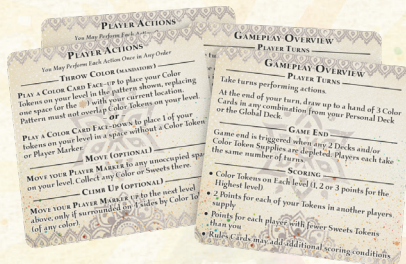 PLAYER ACTIONS
You May Perform Each
PLAYER ACTIONS
You May Perform Each Action Once in Any Order
THROW COLOR (MANDATORY)
PLAY A COLOR CARD FACE-UP to place your Color
Tokens on your level in the pattern shown, replacing
one space (or the ) with your current location.
Pattern must not overlap Color Tokens on your level.
or
PLAY A COLOR CARD FACE-DOWN to place 1 of your
tokens on your level in a space without a Color Token
or Player Marker.
MOVE (OPTIONAL)
MOVE YOUR PLAYER MARKER to any unoccupied space
on your level. Collect any Color or Sweets there.
CLIMB UP (OPTIONAL)
MOVE YOUR PLAYER MARKER UP to the next level
above, only if surrounded on sides by Color
(of any color).
GAMEPLAY OVERVIEW
PLAYER TURNS
GAMEPLAY OVERVIEW
PLAYER TURNS
Take turns performing actions.
At the end of your turn, draw up to a hand of 3 Color
Cards in any combination from your Personal Deck
or the Global Deck.
GAME END
Game end is triggered when any 2 Decks and/or
Color Token Supplies are depleted. Players each take
the same number of turns.
SCORING
• Color Tokens on Each level (1, 2 or 3 points for the
Highest level)
• 2 Points for each of your Tokens in another players
supply
• Points for each player with fewer Sweets Tokens
than you
• Rules Cards may add additional scoring conditions